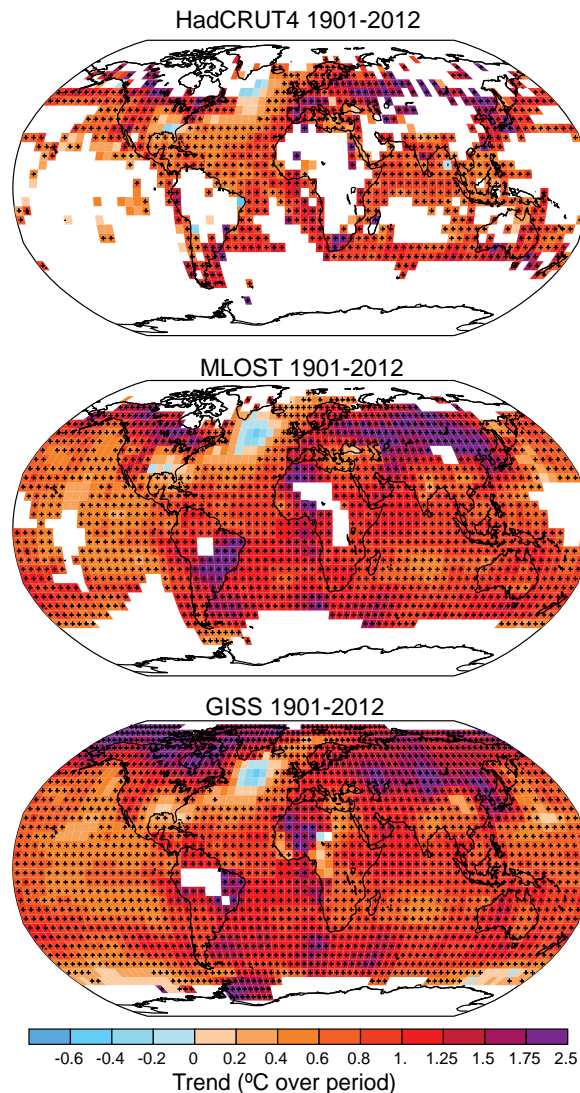 HadCRUT4 1901-2012
MLOST 1901-2012
GISS 1901-2012
-0.6 -0.4 -0.2 0 0.2 0.4 0.6 0.8 1. 1.25 1.5 1.75 2.5
Trend (ºC over period)